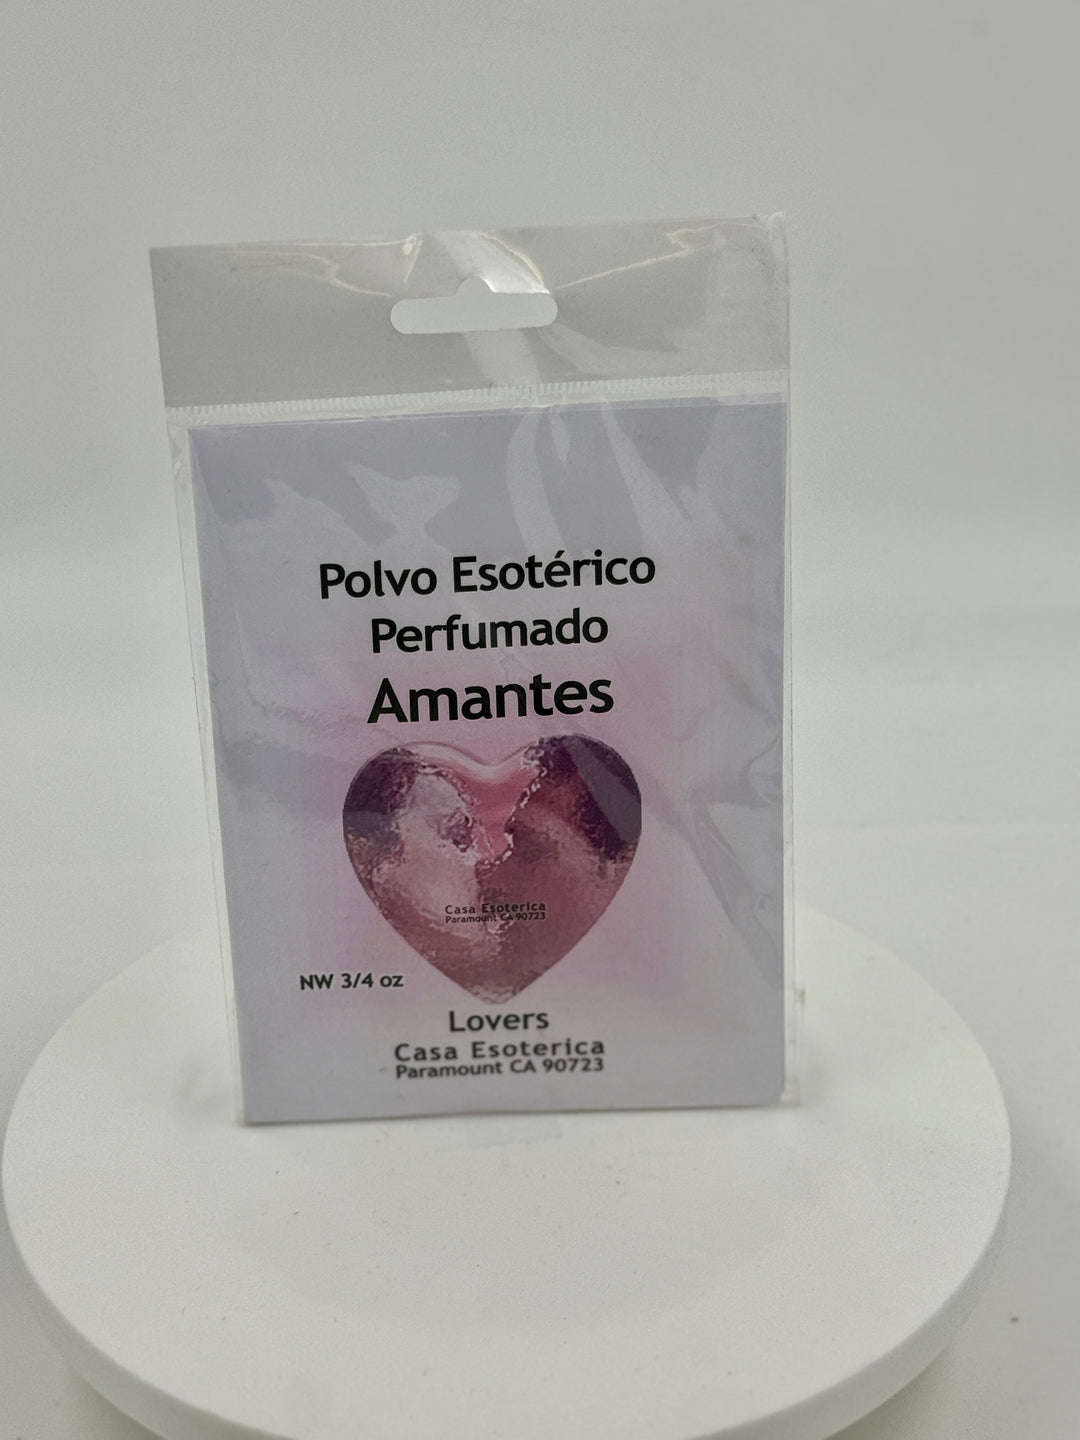 Polvo Esotérico
Perfumado
Amantes
Casa Esoterica
Paramount CA 90723
NW 3/4 oz
Lovers
Casa Esoterica
Paramount CA 90723